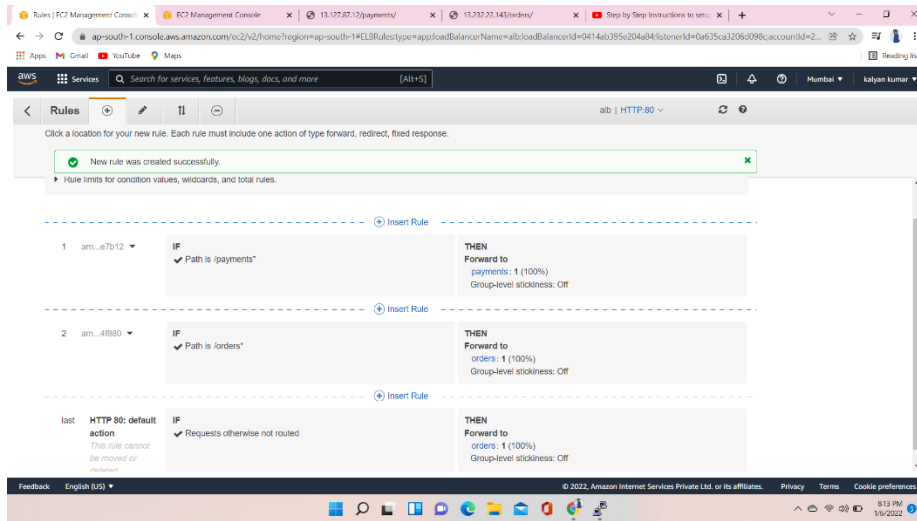 Rules | EC2 Management Consol
EC2 Management Console
13.127.87.12/payments/
13.232.22.143/orders/
Step by Step Instructions to setu
ap-south-1.console.aws.amazon.com/ec2/v2/home?region=ap-south-1#ELBRules:type=app;loadBalancerName=alb;loadBalancerId=0414ab395e204a84;listenerId=0a635ca3206d098c;accountId=2...
Apps
Gmail
YouTube
Maps
Reading lis
aws
Services
Search for services, features, blogs, docs, and more
[Alt+S]
Mumbai
kalyan kumar
Rules
alb | HTTP:80
Click a location for your new rule. Each rule must include one action of type forward, redirect, fixed response.
New rule was created successfully.
Rule limits for condition values, wildcards, and total rules.
Insert Rule
1 arn...e7b12
IF
Path is /payments*
THEN
Forward to
payments: 1 (100%)
Group-level stickiness: Off
Insert Rule
2 arn...4f880
IF
Path is /orders*
THEN
Forward to
orders: 1 (100%)
Group-level stickiness: Off
Insert Rule
last
HTTP 80: default
action
This rule cannot
be moved or
deleted
IF
Requests otherwise not routed
THEN
Forward to
orders: 1 (100%)
Group-level stickiness: Off
Feedback
English (US)
© 2022, Amazon Internet Services Private Ltd. or its affiliates.
Privacy
Terms
Cookie preferences
8:13 PM
1/6/2022